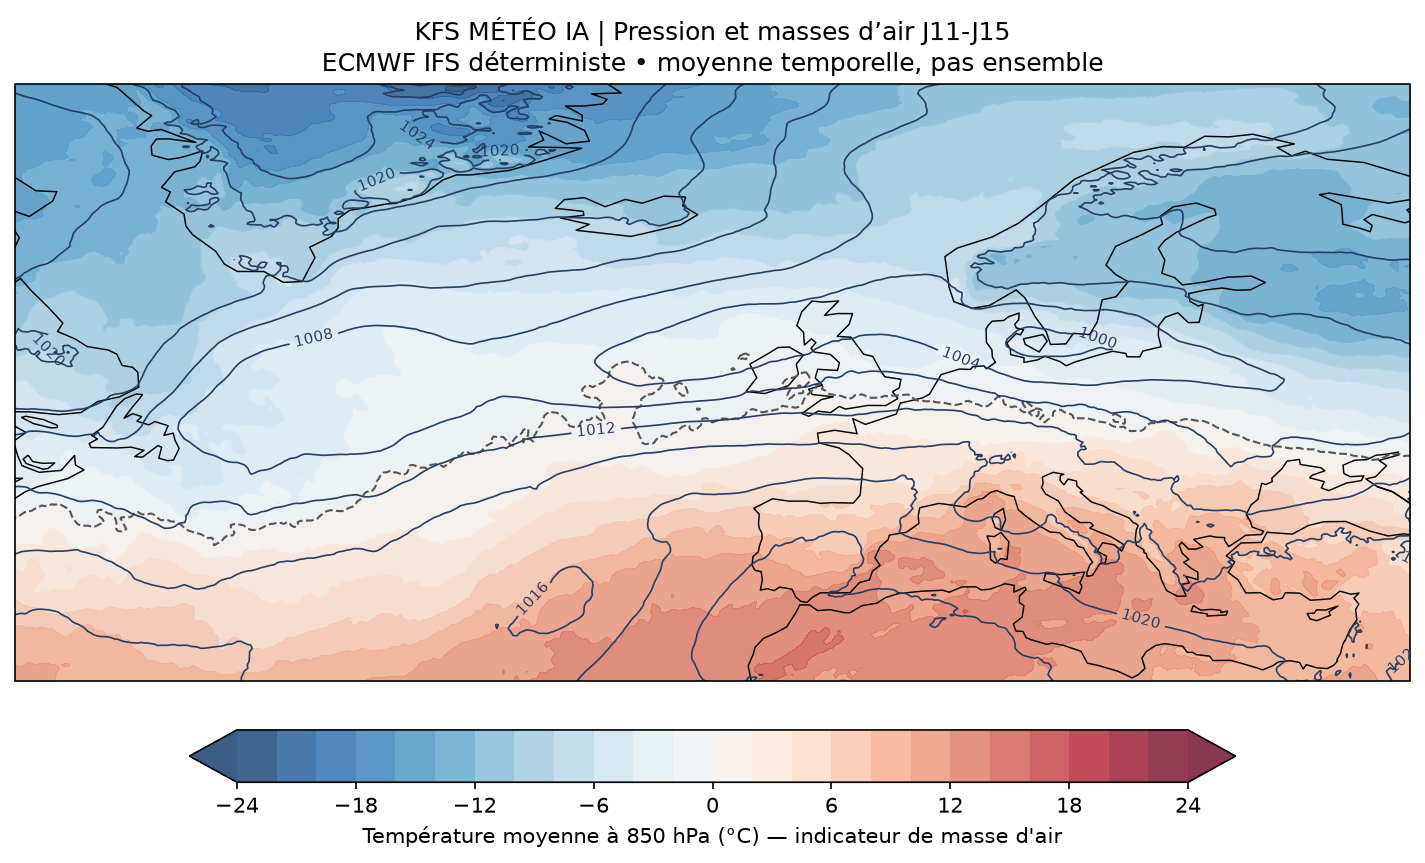 KFS MÉTÉO IA | Pression et masses d’air J11-J15
ECMWF IFS déterministe • moyenne temporelle, pas ensemble
1024
1020
1020
1008
1020
1000
1004
1012
1016
1020
−24 −18 −12 −6 0 6 12 18 24
Température moyenne à 850 hPa (°C) — indicateur de masse d'air